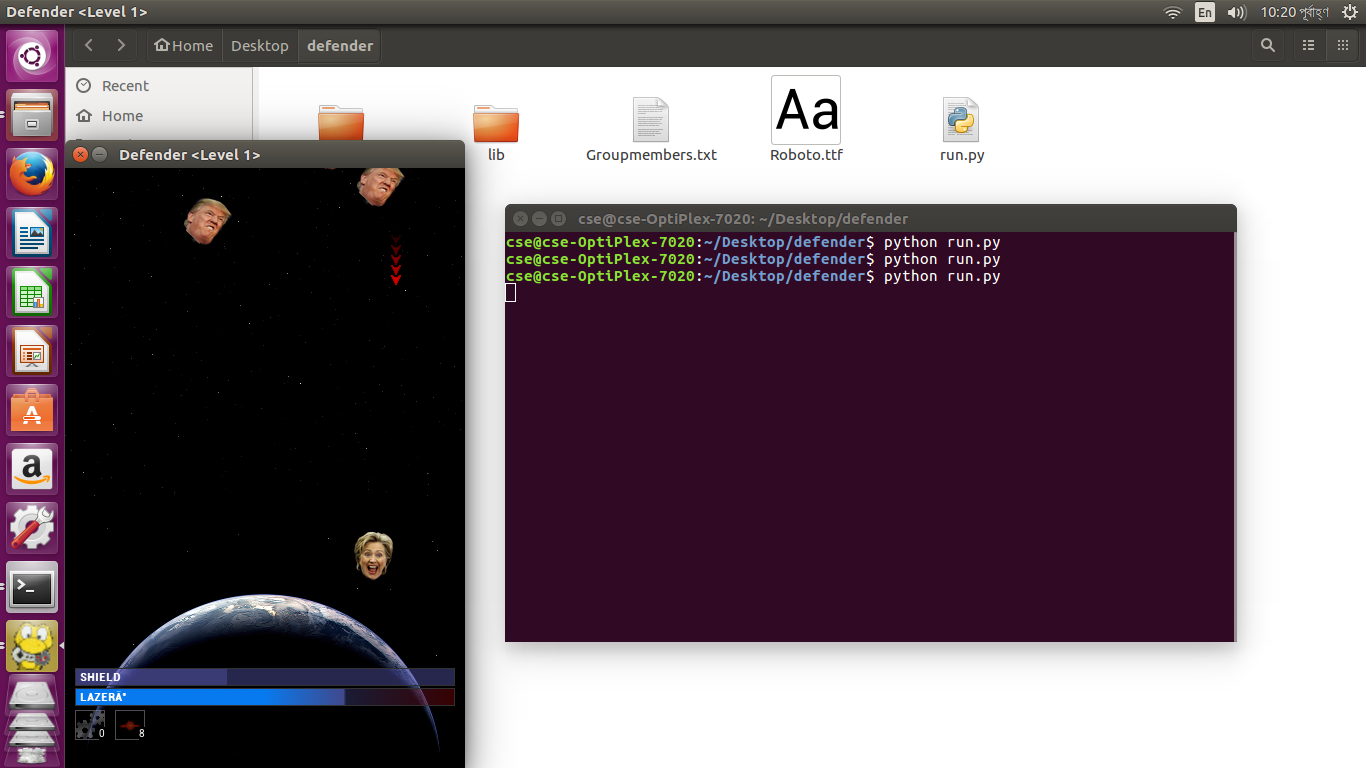 Defender <Level 1>
En
10:20 পূর্বাহ্ণ
Home
Desktop
defender
Recent
Home
lib
Groupmembers.txt
Aa
Roboto.ttf
run.py
Defender <Level 1>
cse@cse-OptiPlex-7020: ~/Desktop/defender
cse@cse-OptiPlex-7020:~/Desktop/defender$ python run.py
cse@cse-OptiPlex-7020:~/Desktop/defender$ python run.py
cse@cse-OptiPlex-7020:~/Desktop/defender$ python run.py
SHIELD
LAZERÂ°
0
8